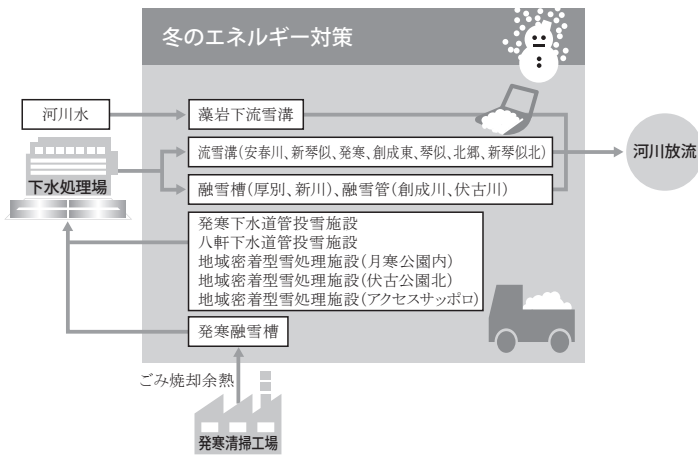 冬のエネルギー対策
河川水
藻岩下流雪溝
流雪溝(安春川、新琴似、発寒、創成東、琴似、北郷、新琴似北)
河川放流
下水処理場
融雪槽(厚別、新川)、融雪管(創成川、伏古川)
発寒下水道管投雪施設
八軒下水道管投雪施設
地域密着型雪処理施設(月寒公園内)
地域密着型雪処理施設(伏古公園北)
地域密着型雪処理施設(アクセスサッポロ)
発寒融雪槽
ごみ焼却余熱
発寒清掃工場